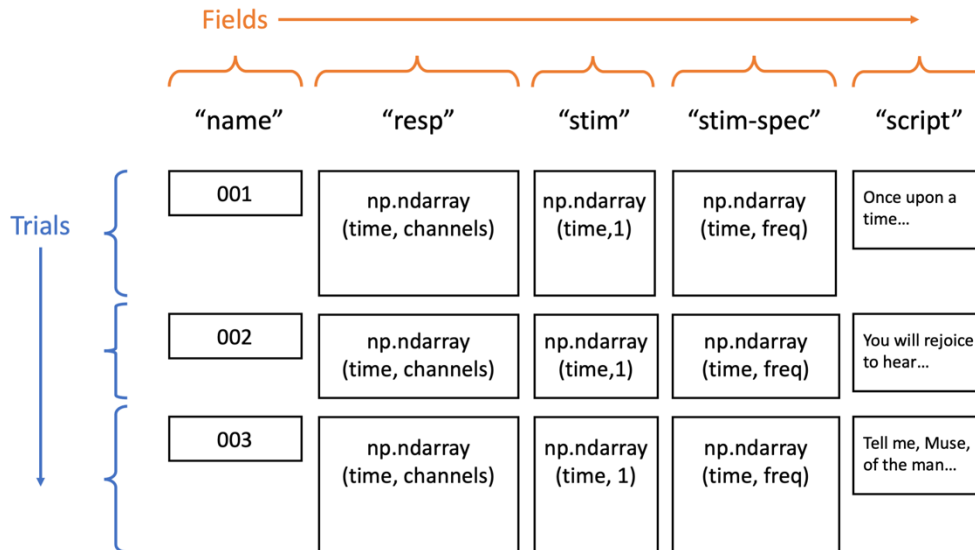 Fields
“name” “resp” “stim” “stim-spec” “script”
Trials
001
np.ndarray
(time, channels)
np.ndarray
(time,1)
np.ndarray
(time, freq)
Once upon a
time...
002
np.ndarray
(time, channels)
np.ndarray
(time,1)
np.ndarray
(time, freq)
You will rejoice
to hear...
003
np.ndarray
(time, channels)
np.ndarray
(time, 1)
np.ndarray
(time, freq)
Tell me, Muse,
of the man...